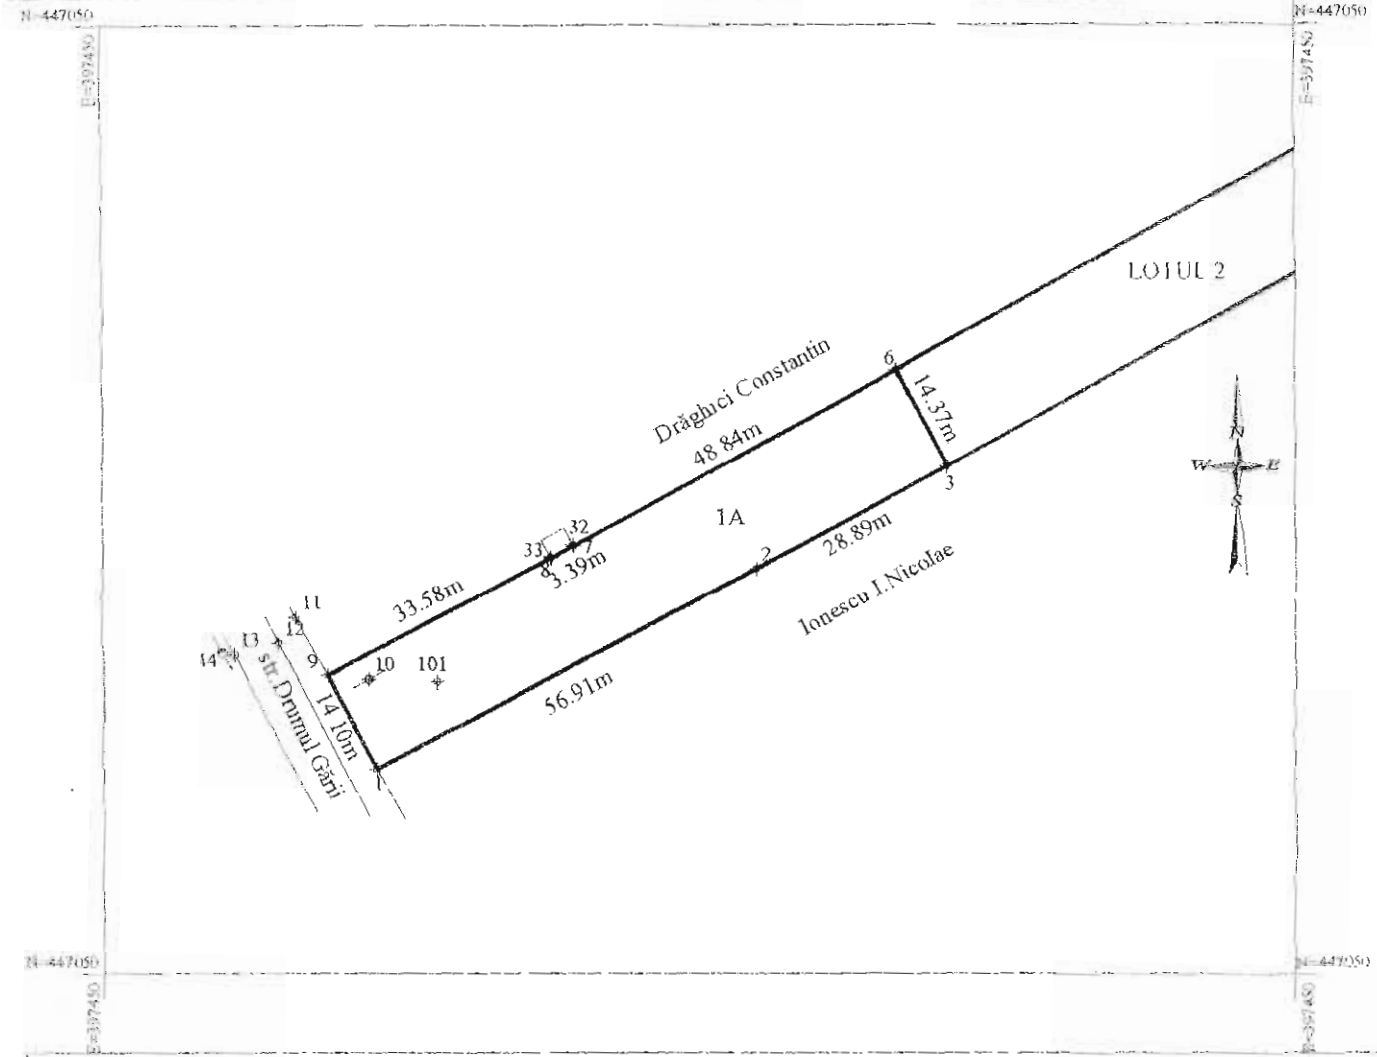 N=447050
N=447050
E=397450
E=397450
LOTUL 2
6
Drăghici Constantin
14.37m
48 84m
N
W E
S
3
1A
32
33
7
8
3.39m
2
28.89m
Ionescu I.Nicolae
33.58m
11
12
13
14
9
10
101
str.Drumul Gării
14 10m
56.91m
1
N=447050
N=447050
E=397450
E=397450